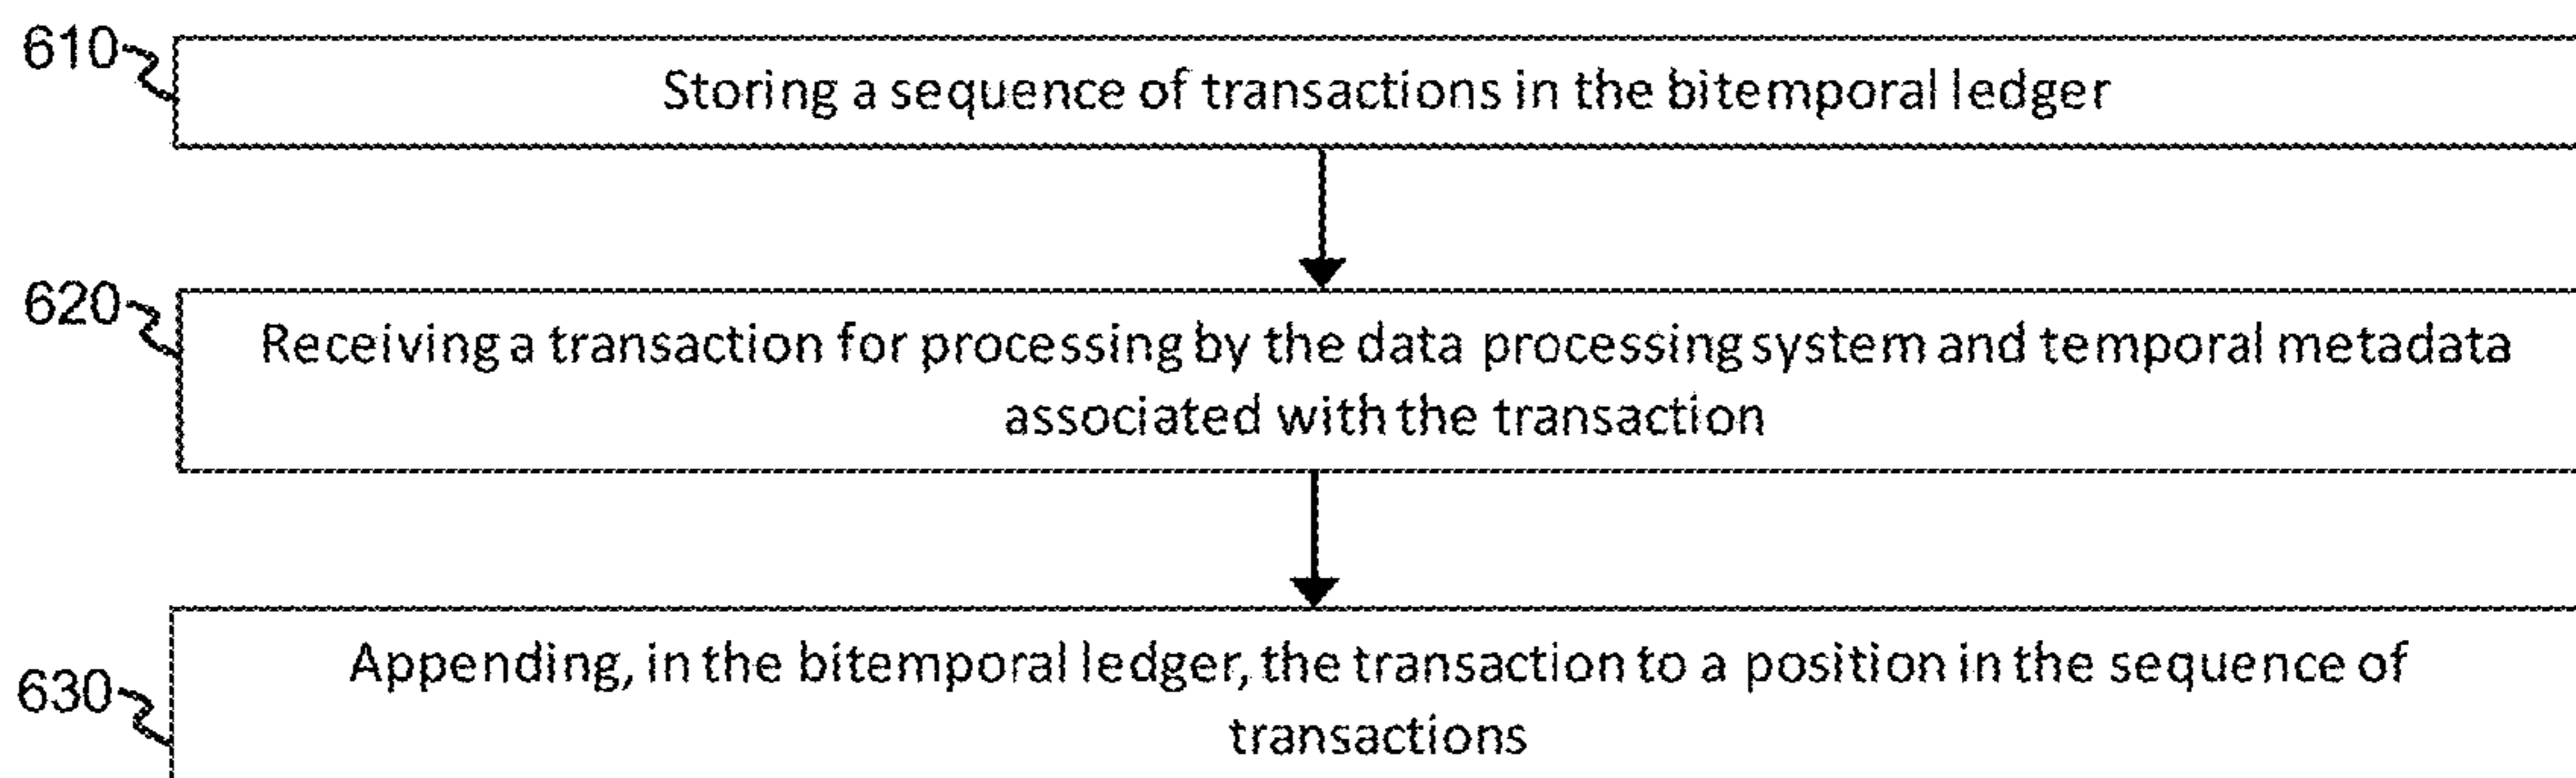 610
Storing a sequence of transactions in the bitemporal ledger
620
Receiving a transaction for processing by the data processing system and temporal metadata
associated with the transaction
630
Appending, in the bitemporal ledger, the transaction to a position in the sequence of
transactions